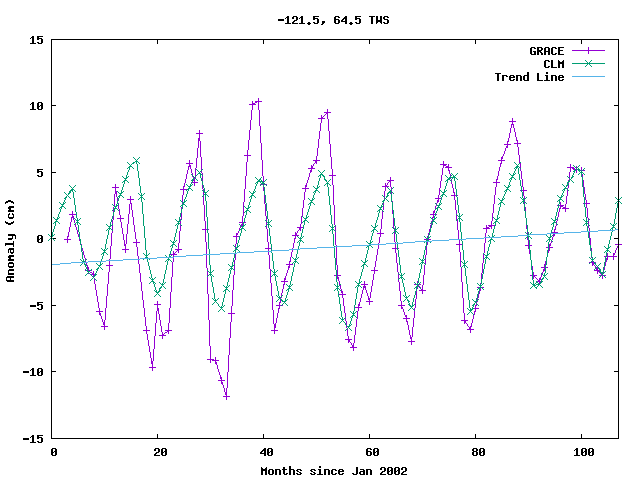 -121.5, 64.5 TWS
GRACE
CLM
Trend Line
15
10
5
0
-5
-10
-15
Anomaly (cm)
0 20 40 60 80 100
Months since Jan 2002